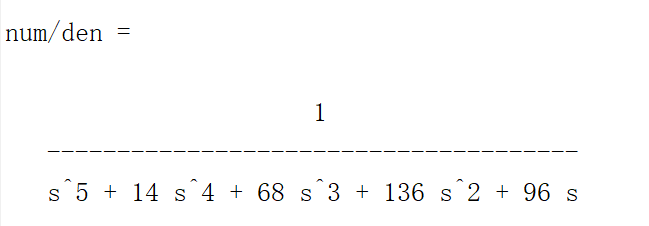 num/den =
1
--------------------------------------
s^5 + 14 s^4 + 68 s^3 + 136 s^2 + 96 s